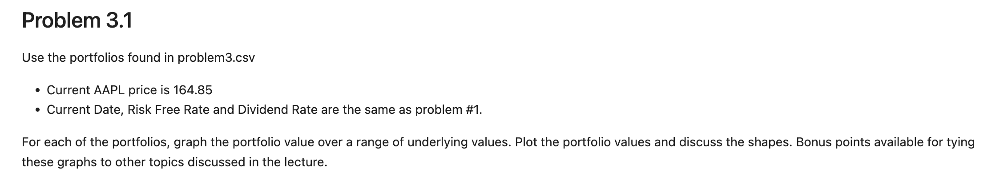 Problem 3.1
Use the portfolios found in problem3.csv
• Current AAPL price is 164.85
• Current Date, Risk Free Rate and Dividend Rate are the same as problem #1.
For each of the portfolios, graph the portfolio value over a range of underlying values. Plot the portfolio values and discuss the shapes. Bonus points available for tying
these graphs to other topics discussed in the lecture.